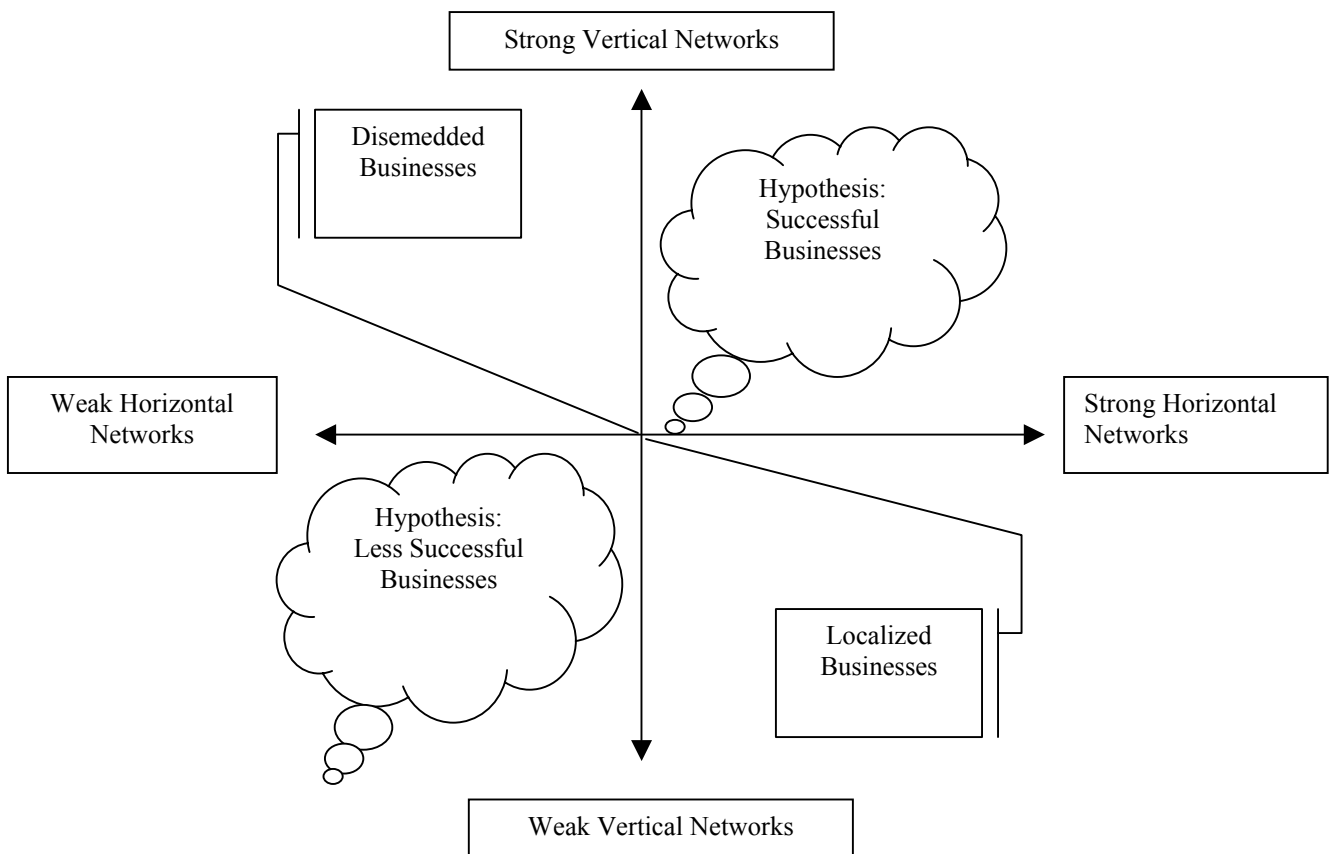 Strong Vertical Networks
Disemedded
Businesses
Hypothesis:
Successful
Businesses
Weak Horizontal
Networks
Strong Horizontal
Networks
Hypothesis:
Less Successful
Businesses
Localized
Businesses
Weak Vertical Networks